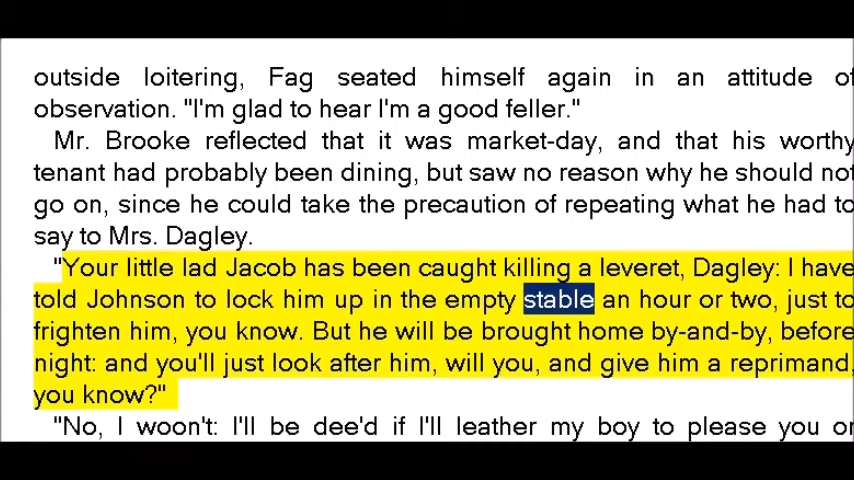 outside loitering, Fag seated himself again in an attitude of
observation. "I'm glad to hear I'm a good feller."
Mr. Brooke reflected that it was market-day, and that his worthy
tenant had probably been dining, but saw no reason why he should not
go on, since he could take the precaution of repeating what he had to
say to Mrs. Dagley.
"Your little lad Jacob has been caught killing a leveret, Dagley: I have
told Johnson to lock him up in the empty stable an hour or two, just to
frighten him, you know. But he will be brought home by-and-by, before
night: and you'll just look after him, will you, and give him a reprimand,
you know?"
"No, I woon't: I'll be dee'd if I'll leather my boy to please you or